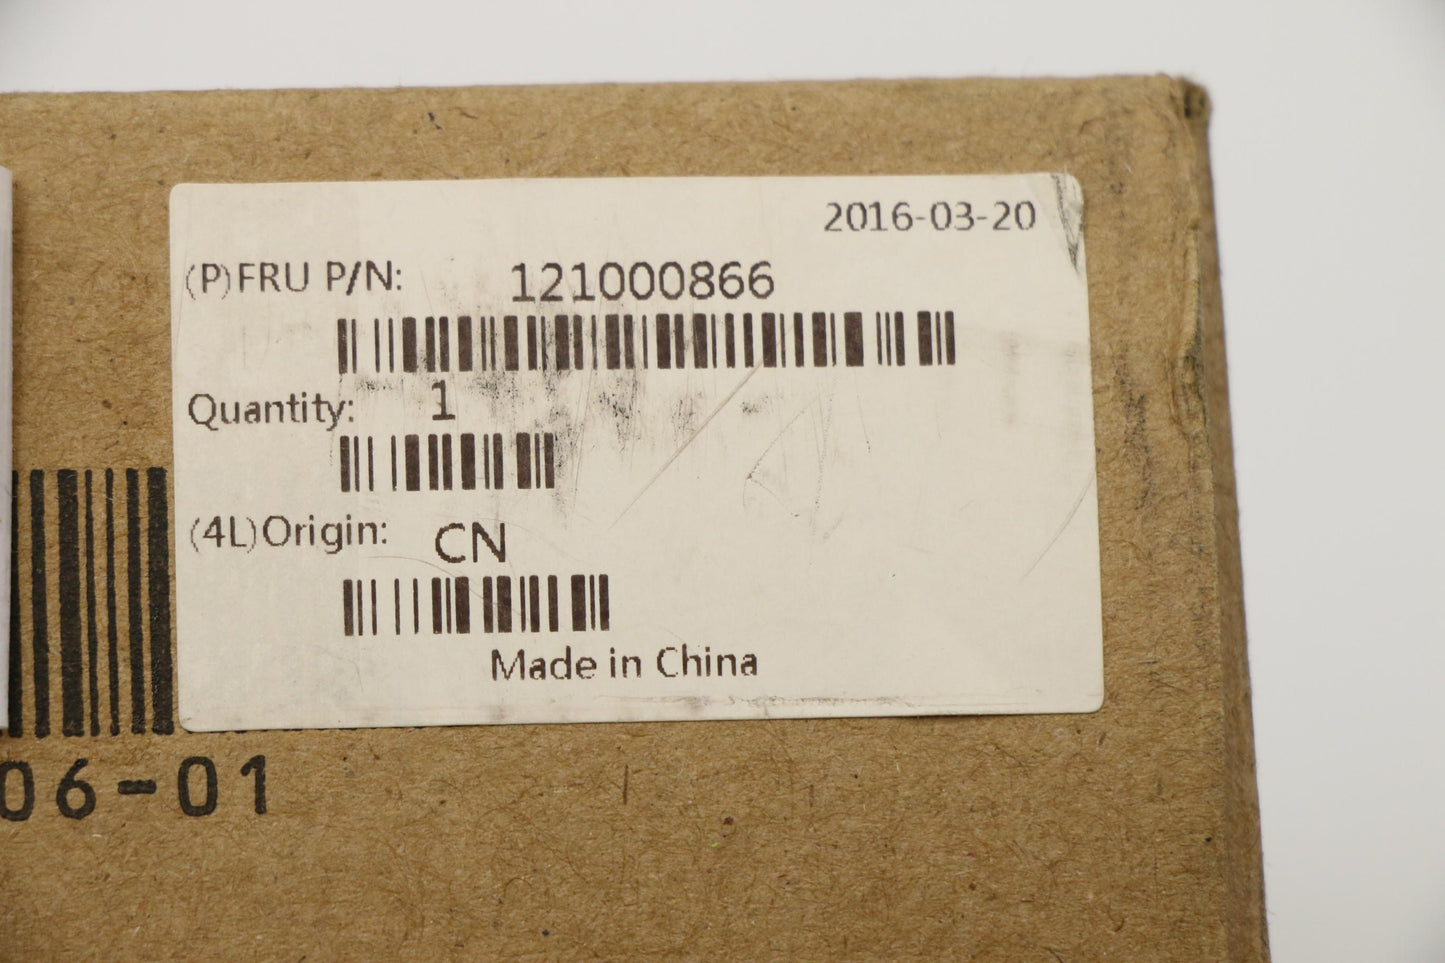 2016-03-20
(P)FRU P/N: 121000866
Quantity: 1
(4L)Origin: CN
Made in China
06-01